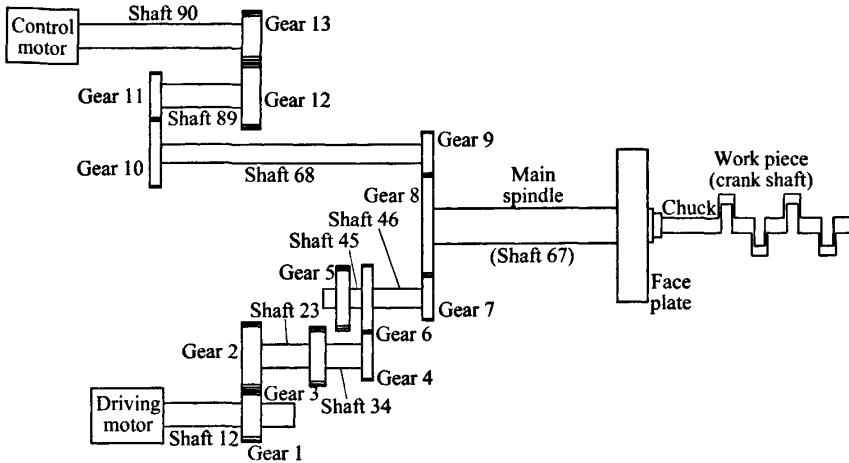 Shaft 90
Control
motor
Gear 13
Gear 11
Gear 12
Shaft 89
Gear 10
Shaft 68
Gear 9
Gear 8
Main
spindle
(Shaft 67)
Work piece
(crank shaft)
Chuck
Face
plate
Shaft 46
Shaft 45
Gear 5
Gear 7
Shaft 23
Gear 6
Gear 2
Gear 4
Gear 3
Shaft 34
Driving
motor
Shaft 12
Gear 1